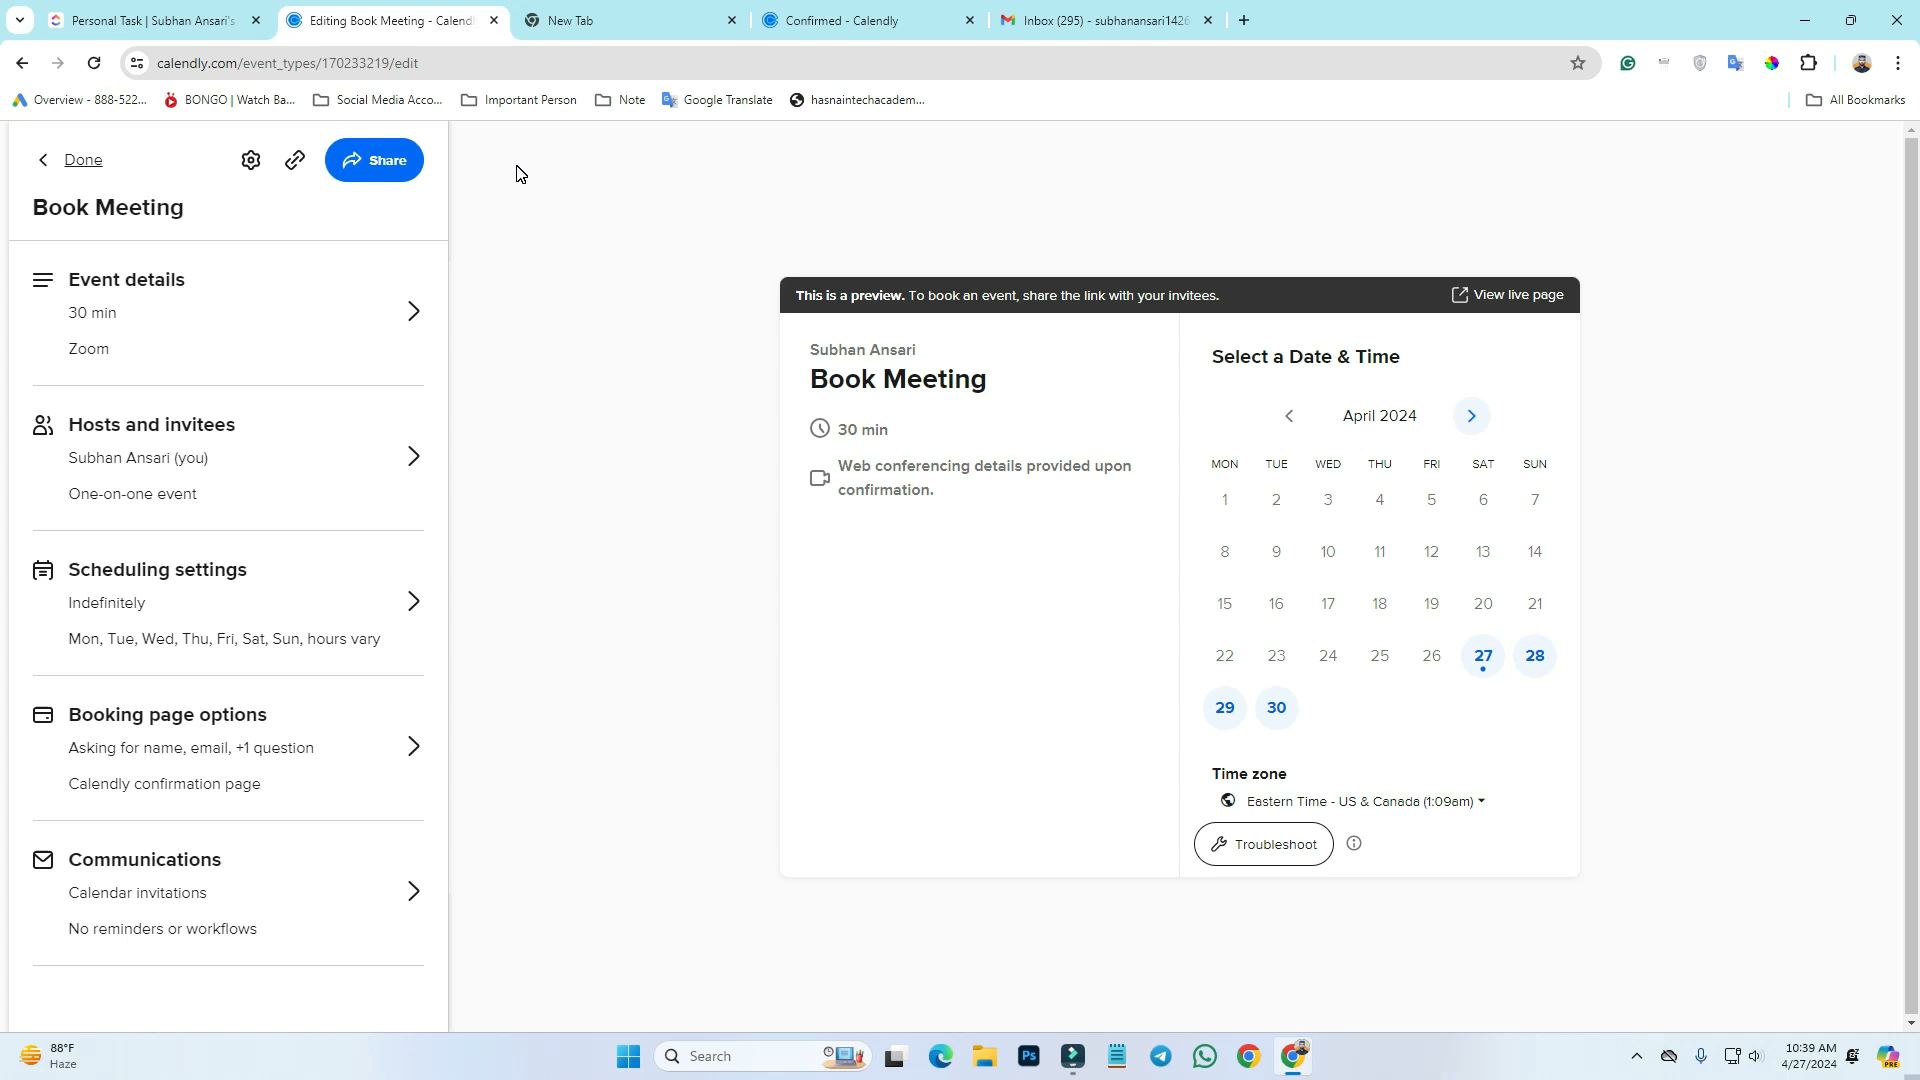 Personal Task | Subhan Ansari's
Editing Book Meeting - Calendl
New Tab
Confirmed - Calendly
Inbox (295) - subhanansari1426
calendly.com/event_types/170233219/edit
Overview - 888-522...
BONGO | Watch Ba...
Social Media Acco...
Important Person
Note
Google Translate
hasnaintechacadem...
All Bookmarks
Done
Share
Book Meeting
Event details
30 min
Zoom
Hosts and invitees
Subhan Ansari (you)
One-on-one event
Scheduling settings
Indefinitely
Mon, Tue, Wed, Thu, Fri, Sat, Sun, hours vary
Booking page options
Asking for name, email, +1 question
Calendly confirmation page
Communications
Calendar invitations
No reminders or workflows
This is a preview. To book an event, share the link with your invitees.
View live page
Subhan Ansari
Book Meeting
30 min
Web conferencing details provided upon
confirmation.
Select a Date & Time
April 2024
MON TUE WED THU FRI SAT SUN
1 2 3 4 5 6 7
8 9 10 11 12 13 14
15 16 17 18 19 20 21
22 23 24 25 26 27 28
29 30
Time zone
Eastern Time - US & Canada (1:09am)
Troubleshoot
88°F
Haze
Search
Ps
10:39 AM
4/27/2024
PRE